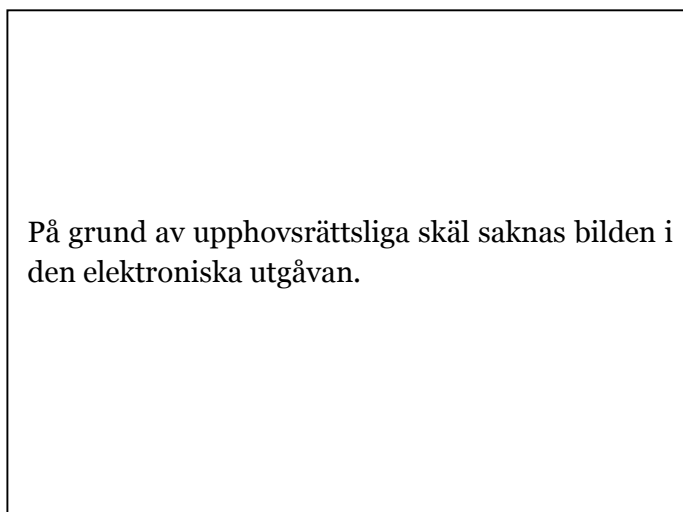 På grund av upphovsrättsliga skäl saknas bilden i
den elektroniska utgåvan.